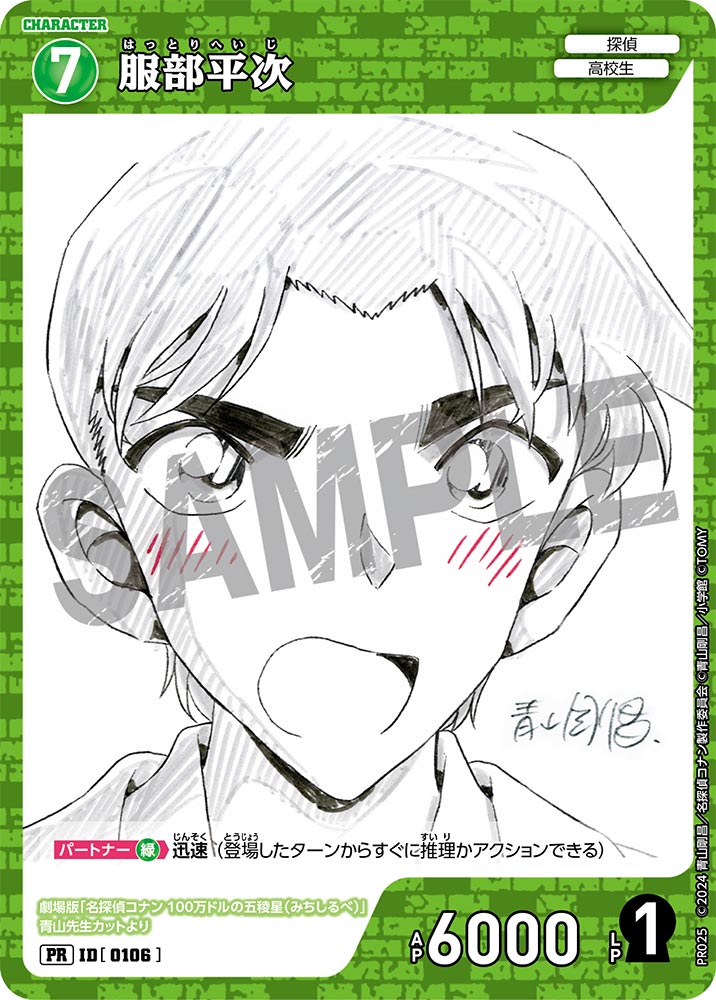 CHARACTER
7
はっとりへいじ
服部平次
探偵
高校生
SAMPLE
青山剛昌
パートナー 緑 迅速(登場したターンからすぐに推理かアクションできる)
じんそく とうじょう すいり
劇場版「名探偵コナン 100万ドルの五稜星(みちしるべ)」
青山先生カットより
PR ID[ 0106 ]
AP 6000
LP 1
PR025 ©2024 青山剛昌/名探偵コナン製作委員会 ©青山剛昌/小学館 ©TOMY